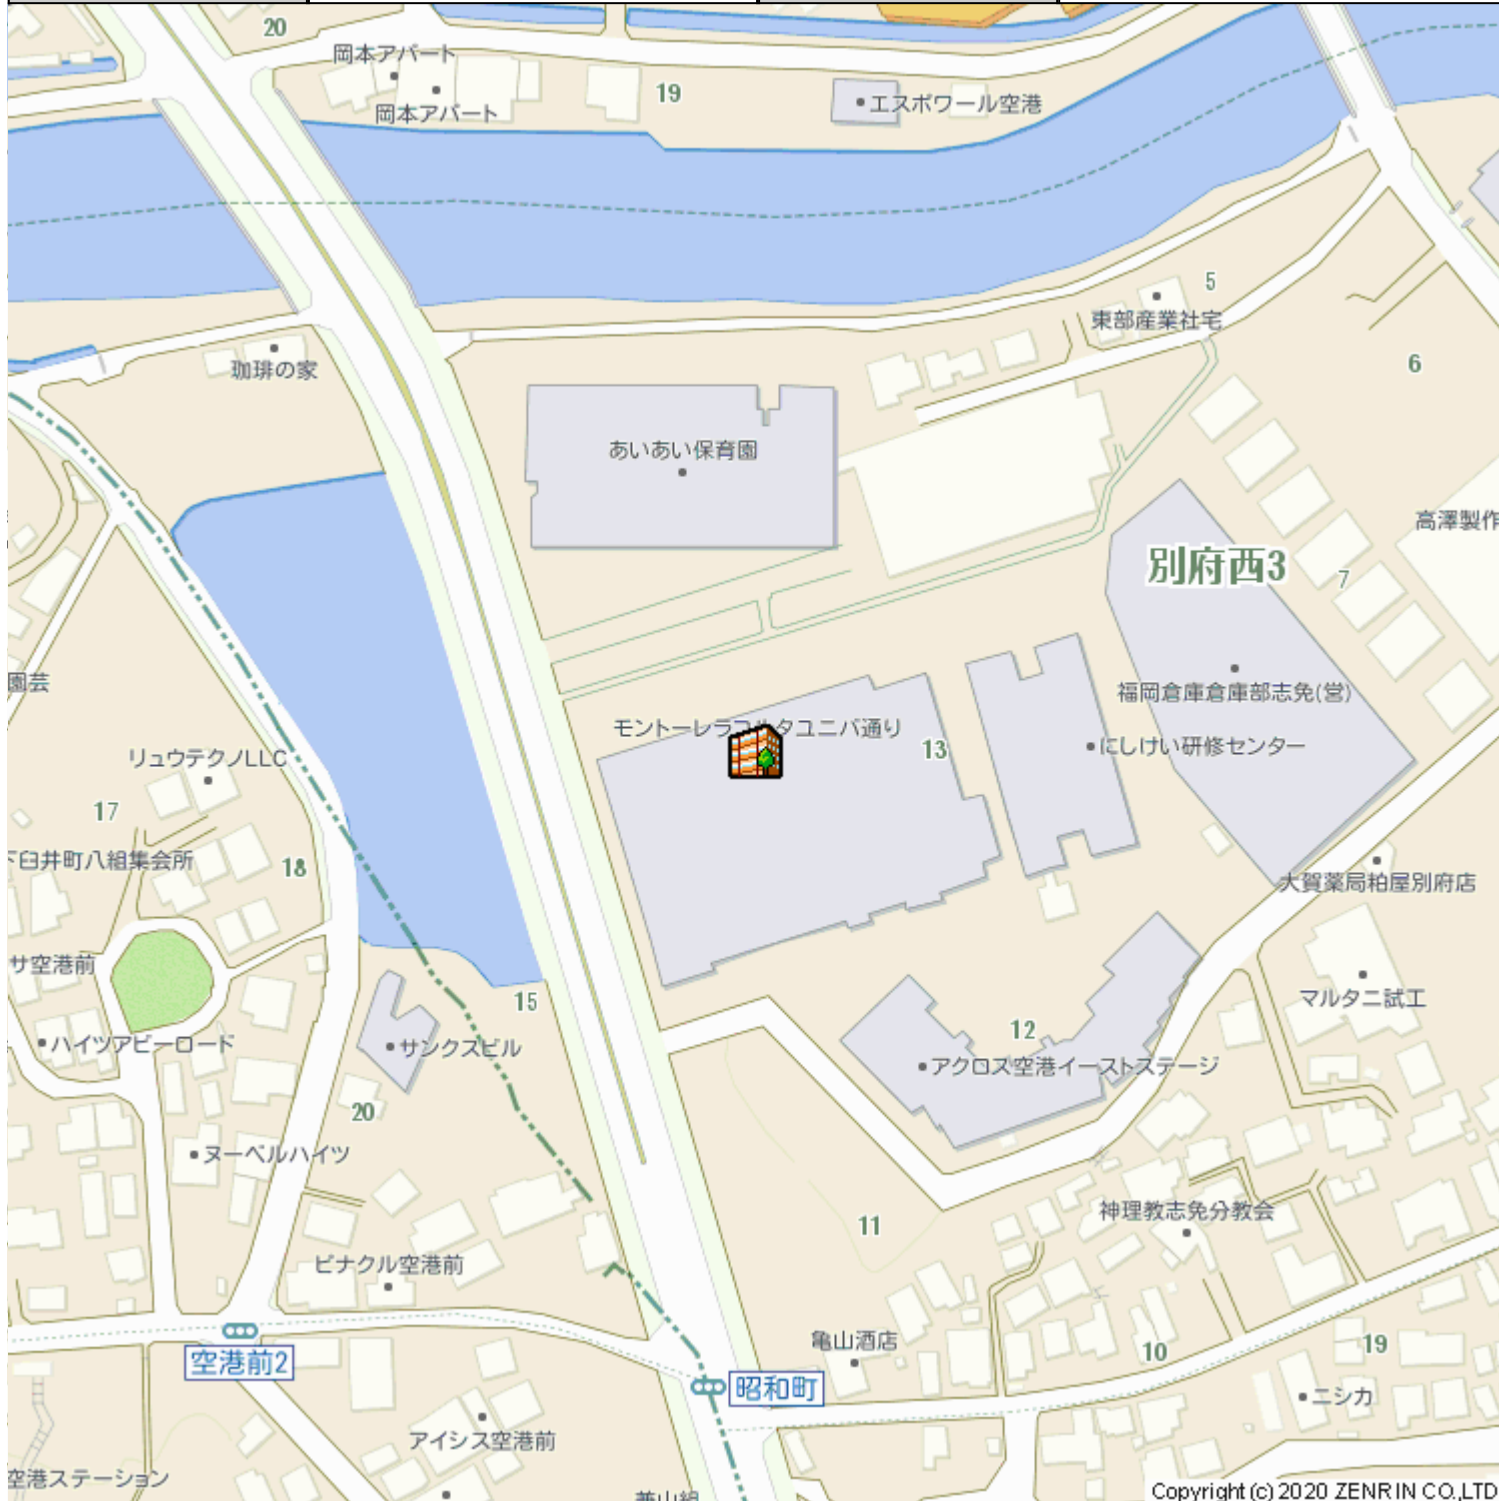 20
岡本アパート
岡本アパート
19
エスポワール空港
5
東部産業社宅
6
珈琲の家
あいあい保育園
高澤製作
別府西3
7
園芸
福岡倉庫倉庫部志免(営)
モントーレラコルタユニバ通り
13
にしけい研修センター
リュウテクノLLC
17
下臼井町八組集会所
18
大賀薬局粕屋別府店
サ空港前
マルタニ試工
15
12
ハイツアビーロード
サンクスビル
アクロス空港イーストステージ
20
ヌーベルハイツ
神理教志免分教会
11
ビナクル空港前
亀山酒店
10
19
空港前2
昭和町
ニシカ
アイシス空港前
空港ステーション
Copyright (c) 2020 ZENRIN CO.,LTD